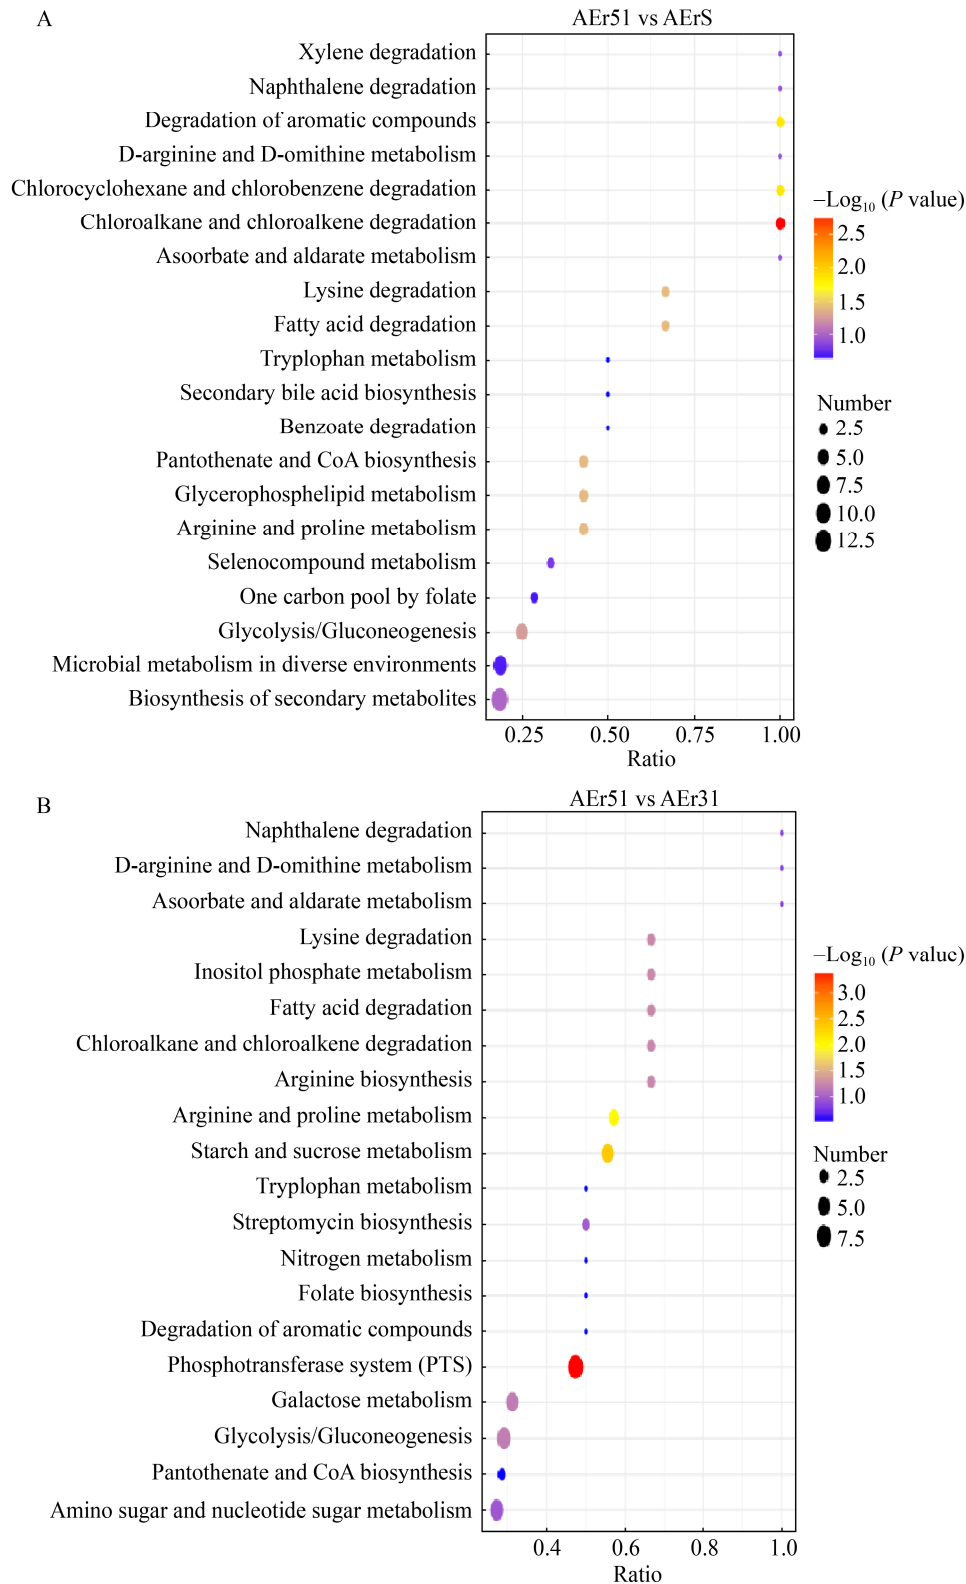 A
AEr51 vs AErS
Xylene degradation
Naphthalene degradation
Degradation of aromatic compounds
D-arginine and D-omithine metabolism
Chlorocyclohexane and chlorobenzene degradation
Chloroalkane and chloroalkene degradation
Asoorbate and aldarate metabolism
Lysine degradation
Fatty acid degradation
Tryplophan metabolism
Secondary bile acid biosynthesis
Benzoate degradation
Pantothenate and CoA biosynthesis
Glycerophosphelipid metabolism
Arginine and proline metabolism
Selenocompound metabolism
One carbon pool by folate
Glycolysis/Gluconeogenesis
Microbial metabolism in diverse environments
Biosynthesis of secondary metabolites
0.25 0.50 0.75 1.00
Ratio
−Log₁₀ (P value)
2.5
2.0
1.5
1.0
Number
2.5
5.0
7.5
10.0
12.5
B
AEr51 vs AEr31
Naphthalene degradation
D-arginine and D-omithine metabolism
Asoorbate and aldarate metabolism
Lysine degradation
Inositol phosphate metabolism
Fatty acid degradation
Chloroalkane and chloroalkene degradation
Arginine biosynthesis
Arginine and proline metabolism
Starch and sucrose metabolism
Tryplophan metabolism
Streptomycin biosynthesis
Nitrogen metabolism
Folate biosynthesis
Degradation of aromatic compounds
Phosphotransferase system (PTS)
Galactose metabolism
Glycolysis/Gluconeogenesis
Pantothenate and CoA biosynthesis
Amino sugar and nucleotide sugar metabolism
0.4 0.6 0.8 1.0
Ratio
−Log₁₀ (P valuc)
3.0
2.5
2.0
1.5
1.0
Number
2.5
5.0
7.5